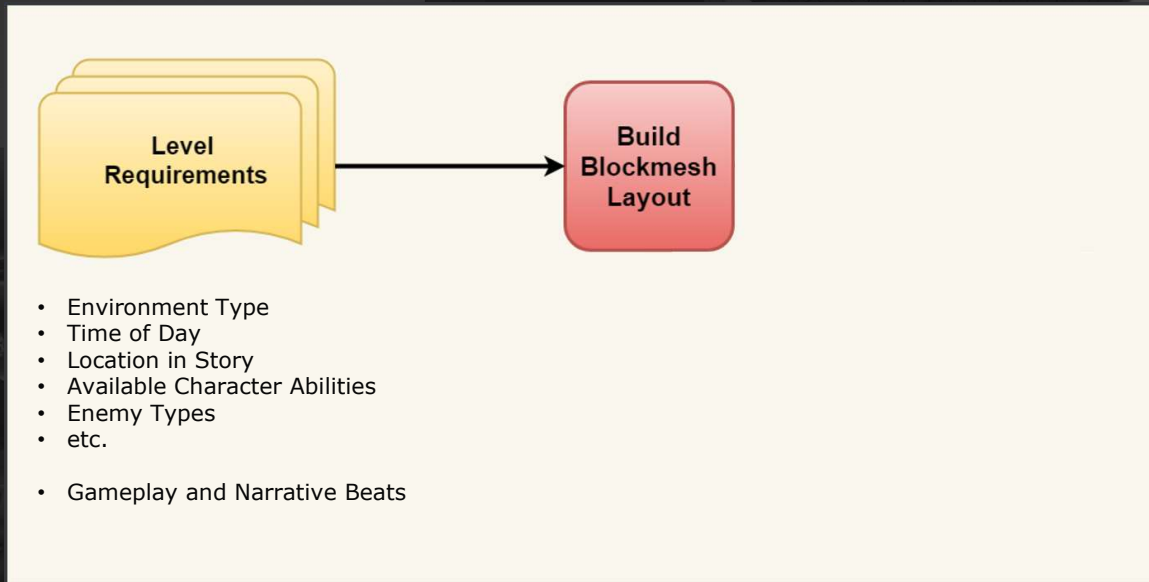 Level
Requirements
Build
Blockmesh
Layout
• Environment Type
• Time of Day
• Location in Story
• Available Character Abilities
• Enemy Types
• etc.
• Gameplay and Narrative Beats